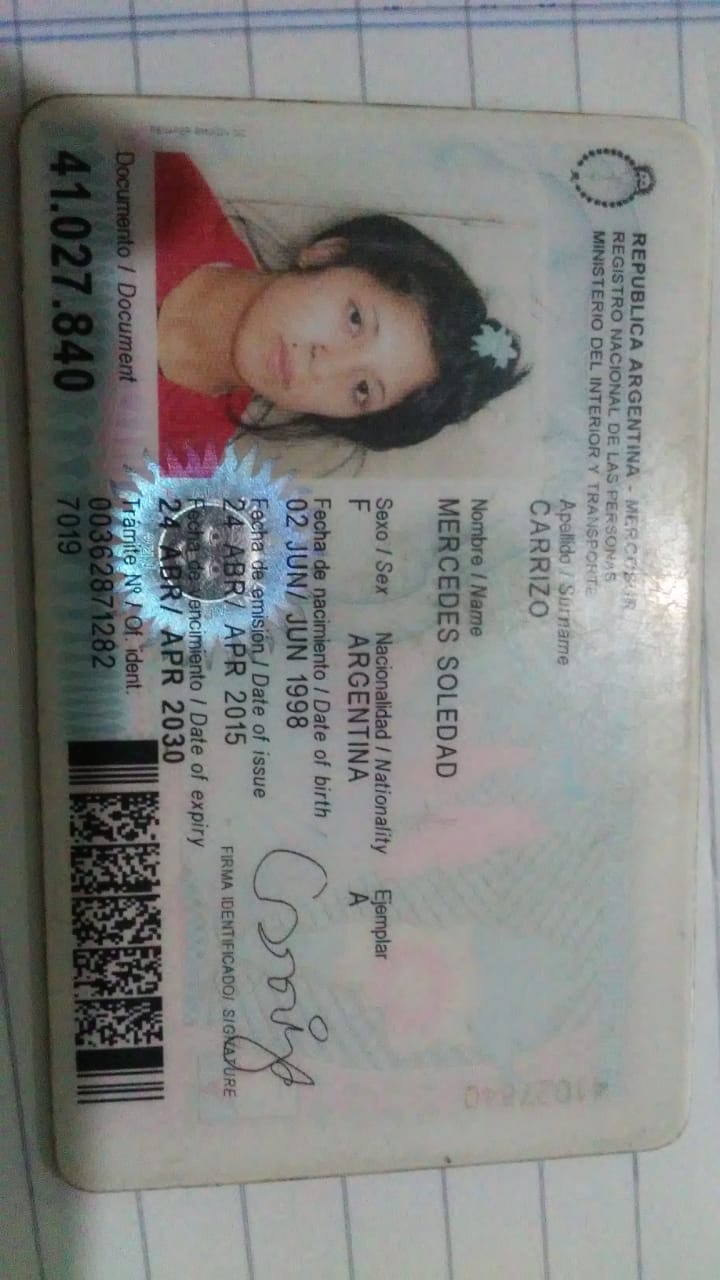 REPUBLICA ARGENTINA - MERCOSUR
REGISTRO NACIONAL DE LAS PERSONAS
MINISTERIO DEL INTERIOR Y TRANSPORTE
Apellido / Surname
CARRIZO
Nombre / Name
MERCEDES SOLEDAD
Sexo / Sex Nacionalidad / Nationality Ejemplar
F ARGENTINA A
Fecha de nacimiento / Date of birth
02 JUN/ JUN 1998
Fecha de emisión / Date of issue
24 ABR/ APR 2015
Fecha de vencimiento / Date of expiry
24 ABR/ APR 2030
FIRMA IDENTIFICADO/ SIGNATURE
Documento / Document
41.027.840
Trámite Nº / Of. ident.
00362871282
7019
41027840